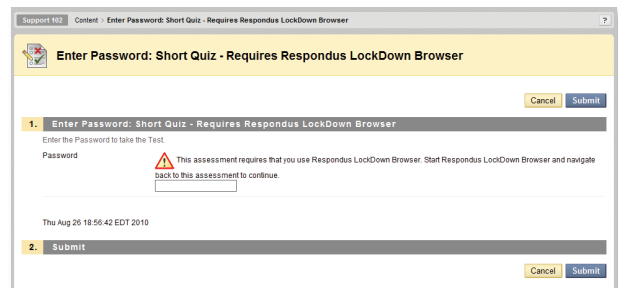 Support 102 Content > Enter Password: Short Quiz - Requires Respondus LockDown Browser ?
Enter Password: Short Quiz - Requires Respondus LockDown Browser
Cancel Submit
1. Enter Password: Short Quiz - Requires Respondus LockDown Browser
Enter the Password to take the Test.
Password This assessment requires that you use Respondus LockDown Browser. Start Respondus LockDown Browser and navigate
back to this assessment to continue.
Thu Aug 26 18:56:42 EDT 2010
2. Submit
Cancel Submit